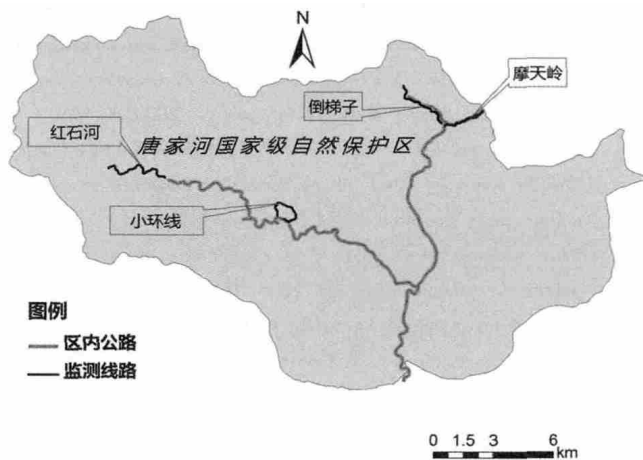 N
摩天岭
倒梯子
红石河
唐家河国家级自然保护区
小环线
图例
区内公路
监测线路
0 1.5 3 6
km